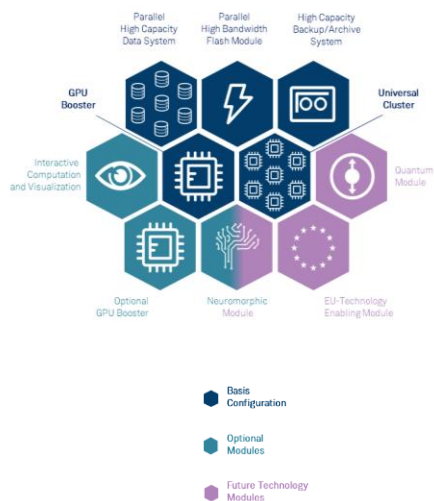 Parallel
High Capacity
Data System
Parallel
High Bandwidth
Flash Module
High Capacity
Backup/Archive
System
GPU
Booster
Universal
Cluster
Interactive
Computation
and Visualization
Quantum
Module
Optional
GPU Booster
Neuromorphic
Module
EU-Technology
Enabling Module
Basis
Configuration
Optional
Modules
Future Technology
Modules